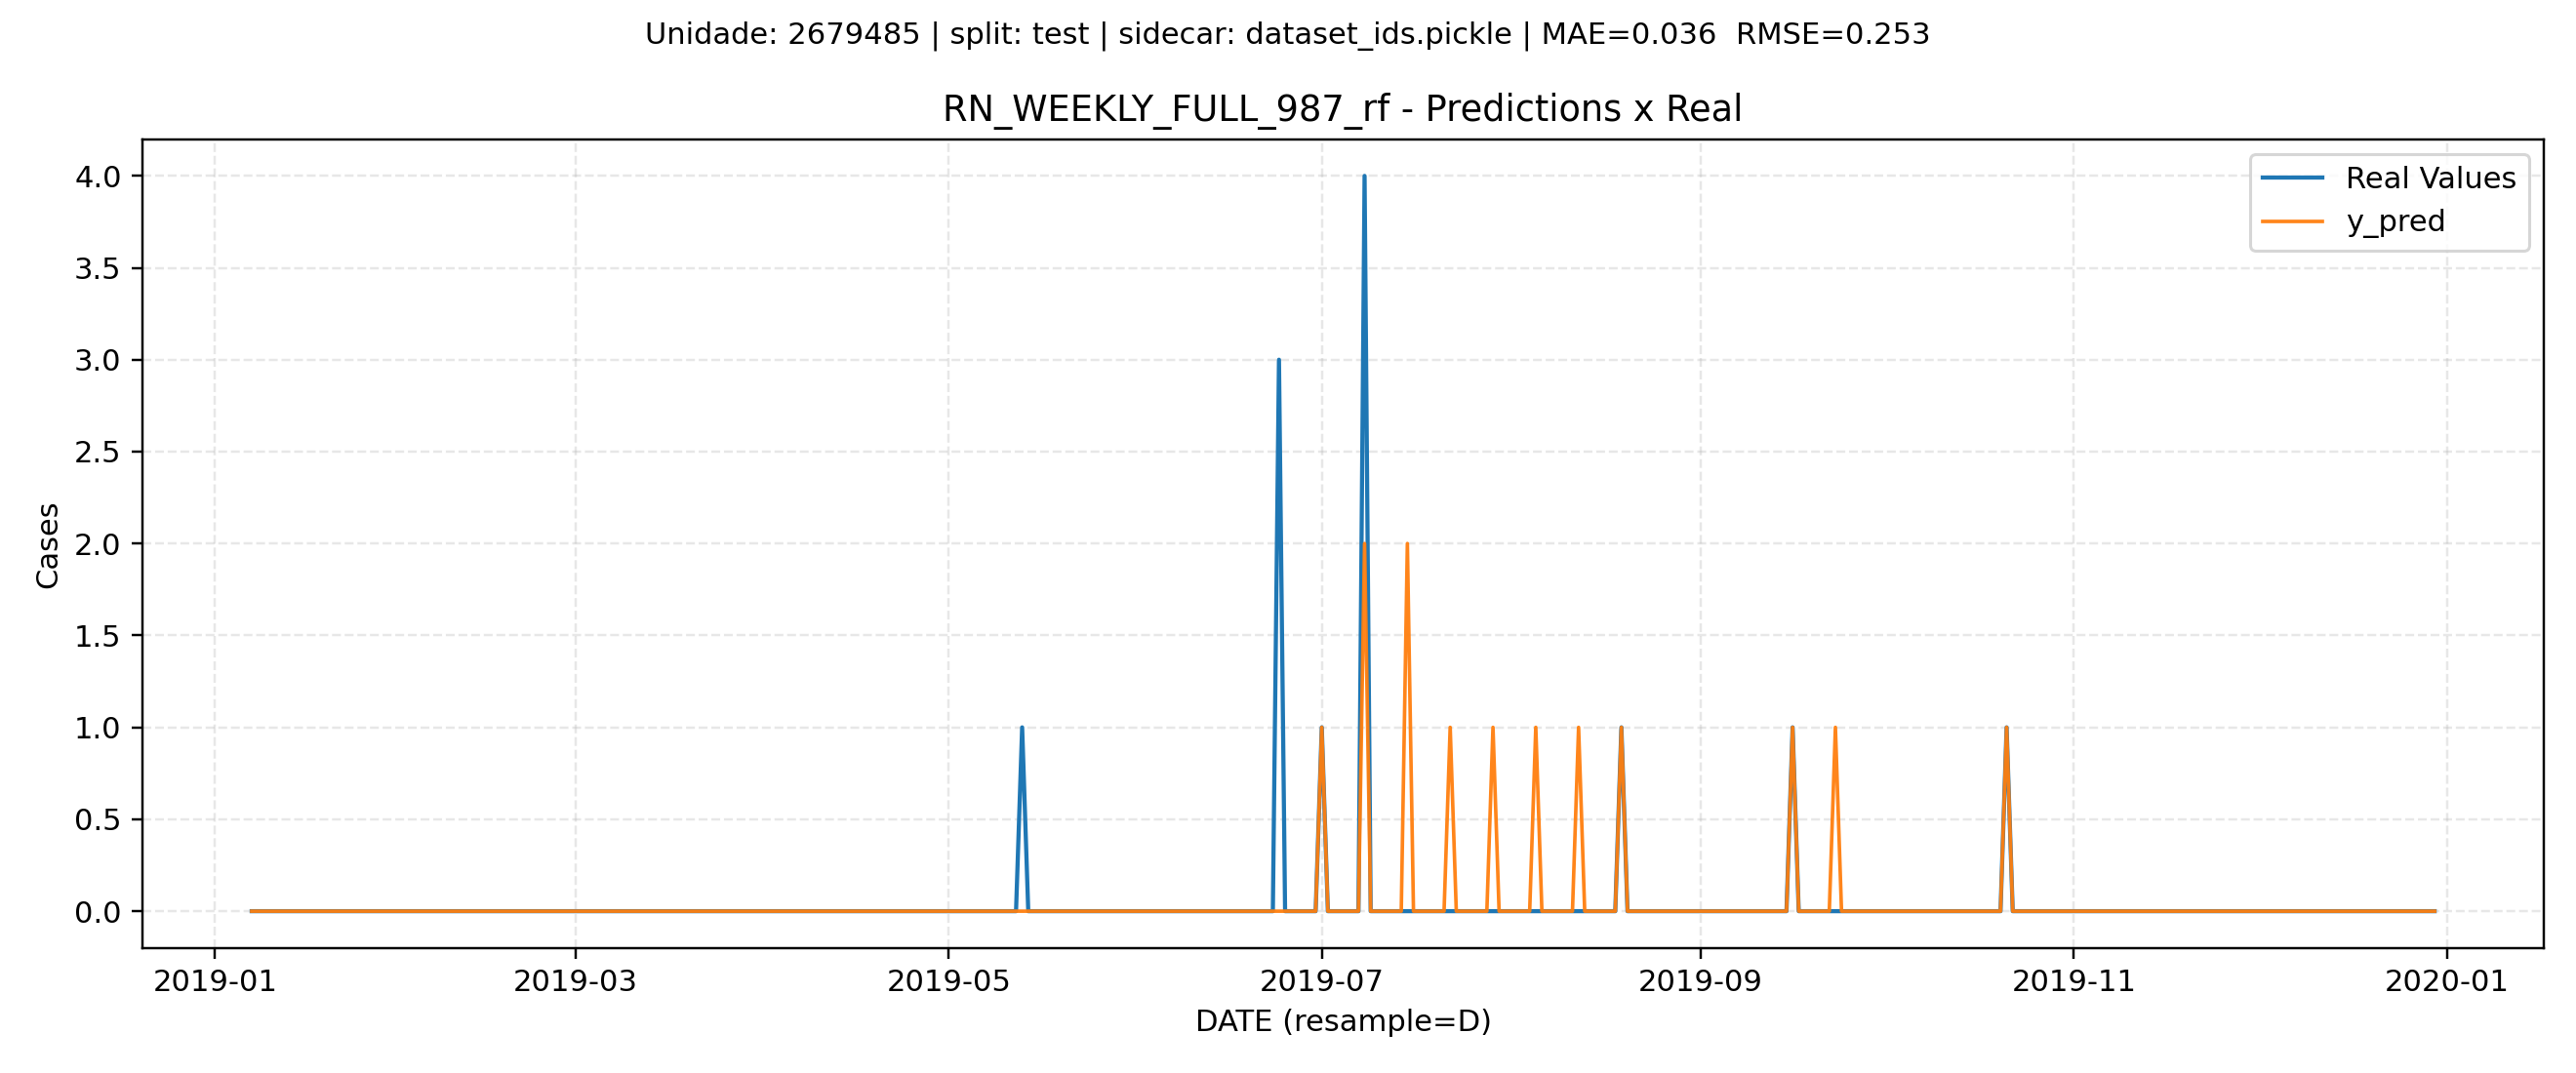 Unidade: 2679485 | split: test | sidecar: dataset_ids.pickle | MAE=0.036  RMSE=0.253
RN_WEEKLY_FULL_987_rf - Predictions x Real
Real Values
y_pred
Cases
4.0
3.5
3.0
2.5
2.0
1.5
1.0
0.5
0.0
2019-01
2019-03
2019-05
2019-07
2019-09
2019-11
2020-01
DATE (resample=D)